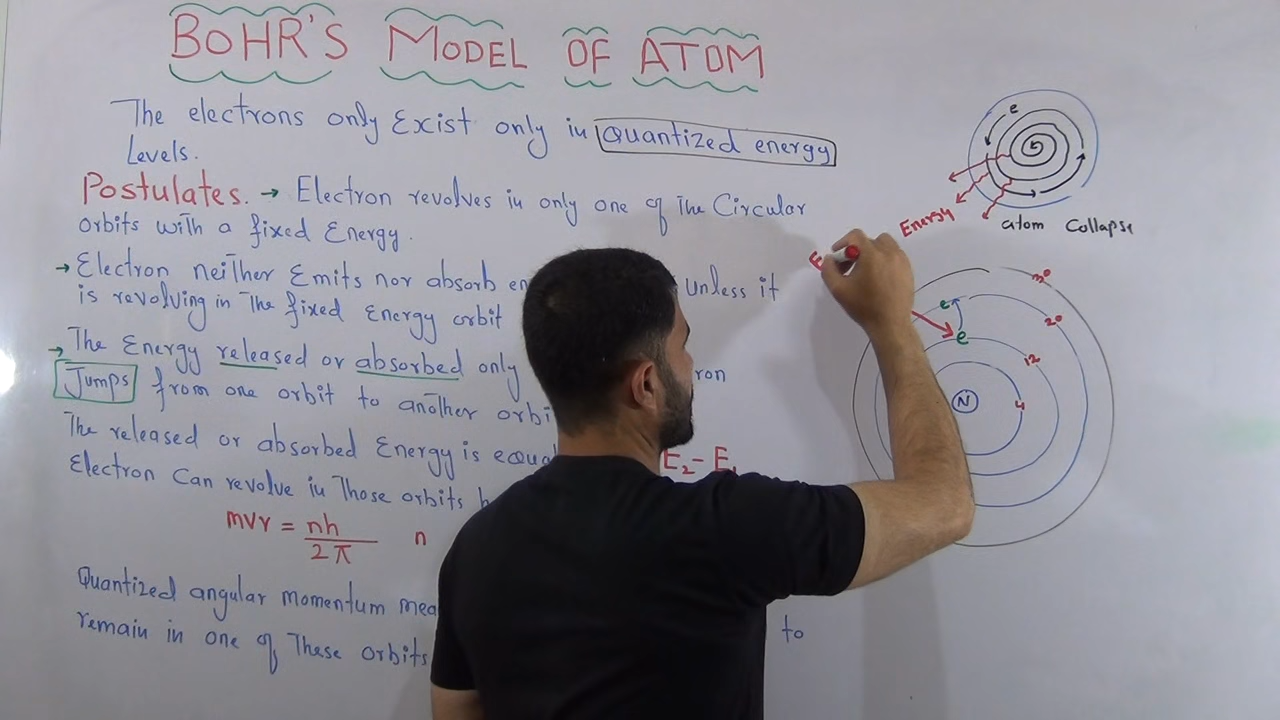 BOHR'S MODEL OF ATOM
The electrons only Exist only in Quantized energy
Levels.
Postulates. → Electron revolves in only one of The Circular
orbits with a fixed Energy.
→ Electron neither Emits nor absorb en unless it
is revolving in The fixed Energy orbit
→ The Energy released or absorbed only ron
Jumps from one orbit to another orbi
The released or absorbed Energy is equal E₂ - E₁
Electron Can revolve in Those orbits h
mvr = nh/2π n
Quantized angular momentum mea
remain in one of These orbits to
e
Energy
atom Collapse
E
30
e
20
e
12
N
4